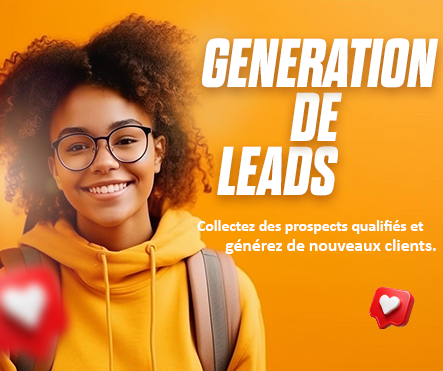 GENERATION
DE
LEADS
Collectez des prospects qualifiés et
générez de nouveaux clients.